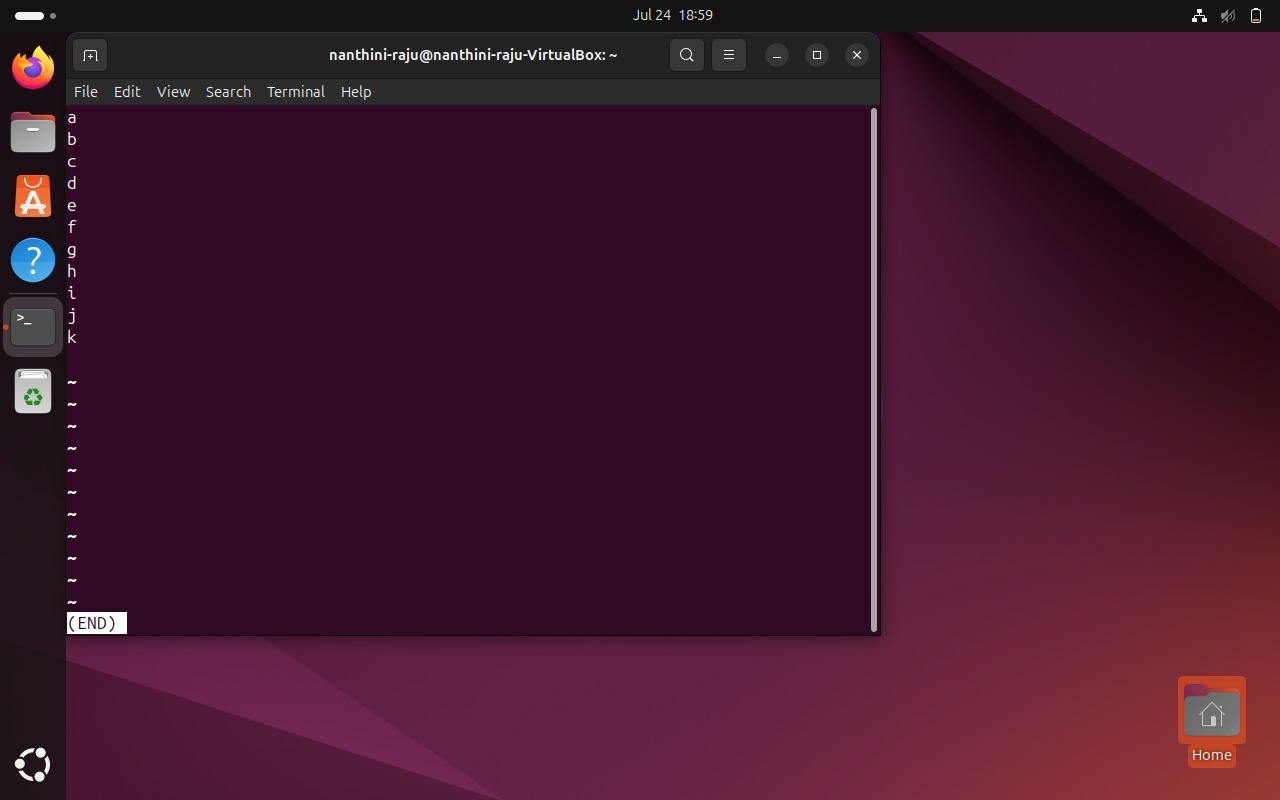 Jul 24 18:59
nanthini-raju@nanthini-raju-VirtualBox: ~
File Edit View Search Terminal Help
a
b
c
d
e
f
g
h
i
j
k
~
~
~
~
~
~
~
~
~
~
~
(END)
Home